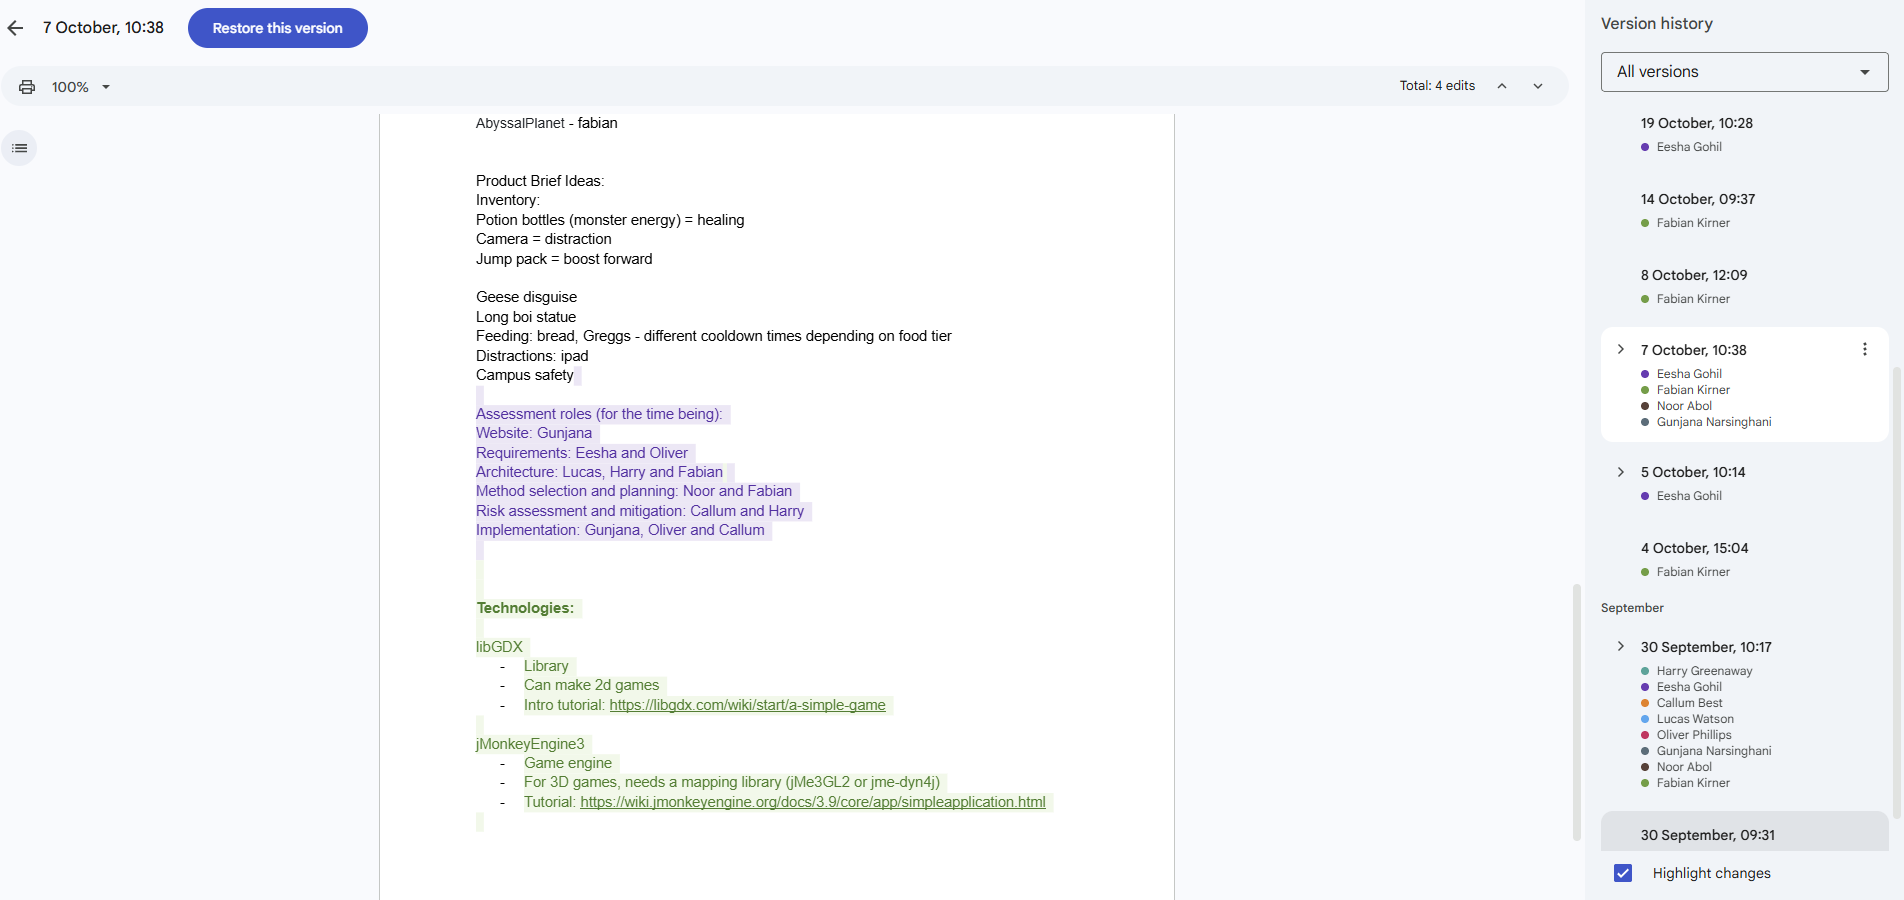 7 October, 10:38
Restore this version
100%
Total: 4 edits
AbyssalPlanet - fabian
Product Brief Ideas:
Inventory:
Potion bottles (monster energy) = healing
Camera = distraction
Jump pack = boost forward
Geese disguise
Long boi statue
Feeding: bread, Greggs - different cooldown times depending on food tier
Distractions: ipad
Campus safety
Assessment roles (for the time being):
Website: Gunjana
Requirements: Eesha and Oliver
Architecture: Lucas, Harry and Fabian
Method selection and planning: Noor and Fabian
Risk assessment and mitigation: Callum and Harry
Implementation: Gunjana, Oliver and Callum
Technologies:
libGDX
- Library
- Can make 2d games
- Intro tutorial: https://libgdx.com/wiki/start/a-simple-game
jMonkeyEngine3
- Game engine
- For 3D games, needs a mapping library (jMe3GL2 or jme-dyn4j)
- Tutorial: https://wiki.jmonkeyengine.org/docs/3.9/core/app/simpleapplication.html
Version history
All versions
19 October, 10:28
Eesha Gohil
14 October, 09:37
Fabian Kirner
8 October, 12:09
Fabian Kirner
7 October, 10:38
Eesha Gohil
Fabian Kirner
Noor Abol
Gunjana Narsinghani
5 October, 10:14
Eesha Gohil
4 October, 15:04
Fabian Kirner
September
30 September, 10:17
Harry Greenaway
Eesha Gohil
Callum Best
Lucas Watson
Oliver Phillips
Gunjana Narsinghani
Noor Abol
Fabian Kirner
30 September, 09:31
Highlight changes